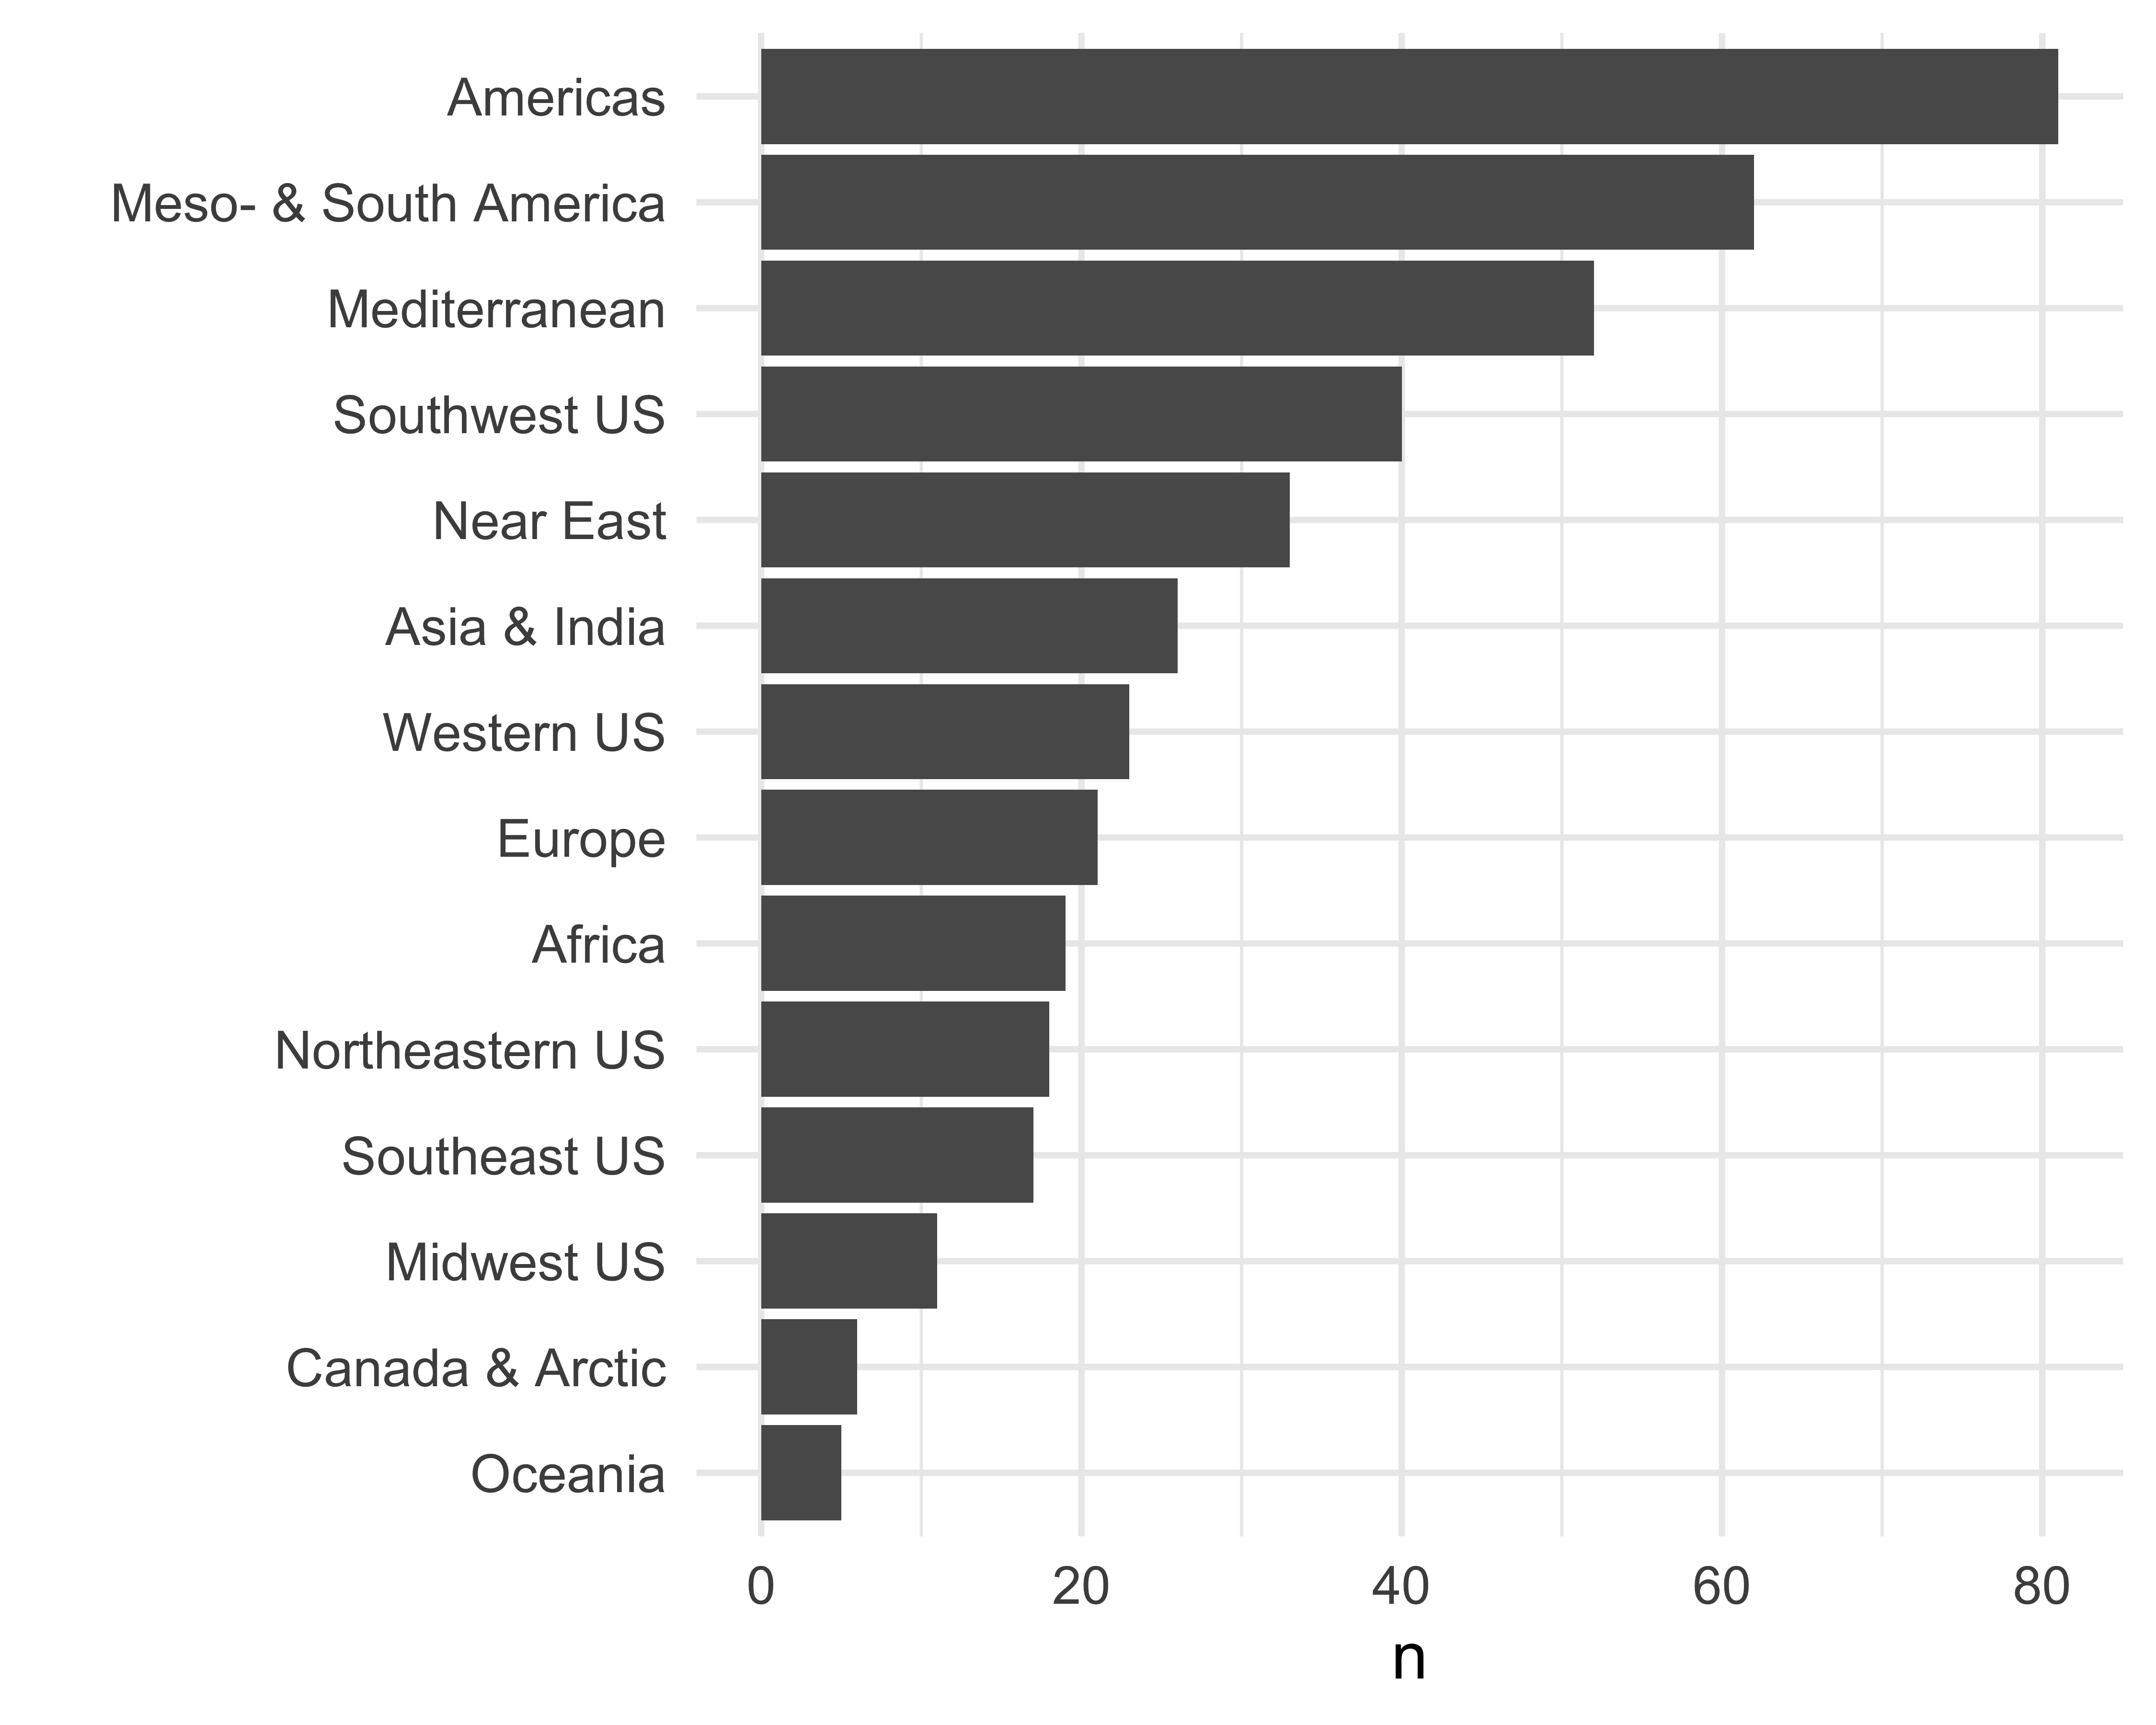 Americas
Meso- & South America
Mediterranean
Southwest US
Near East
Asia & India
Western US
Europe
Africa
Northeastern US
Southeast US
Midwest US
Canada & Arctic
Oceania
0 20 40 60 80
n